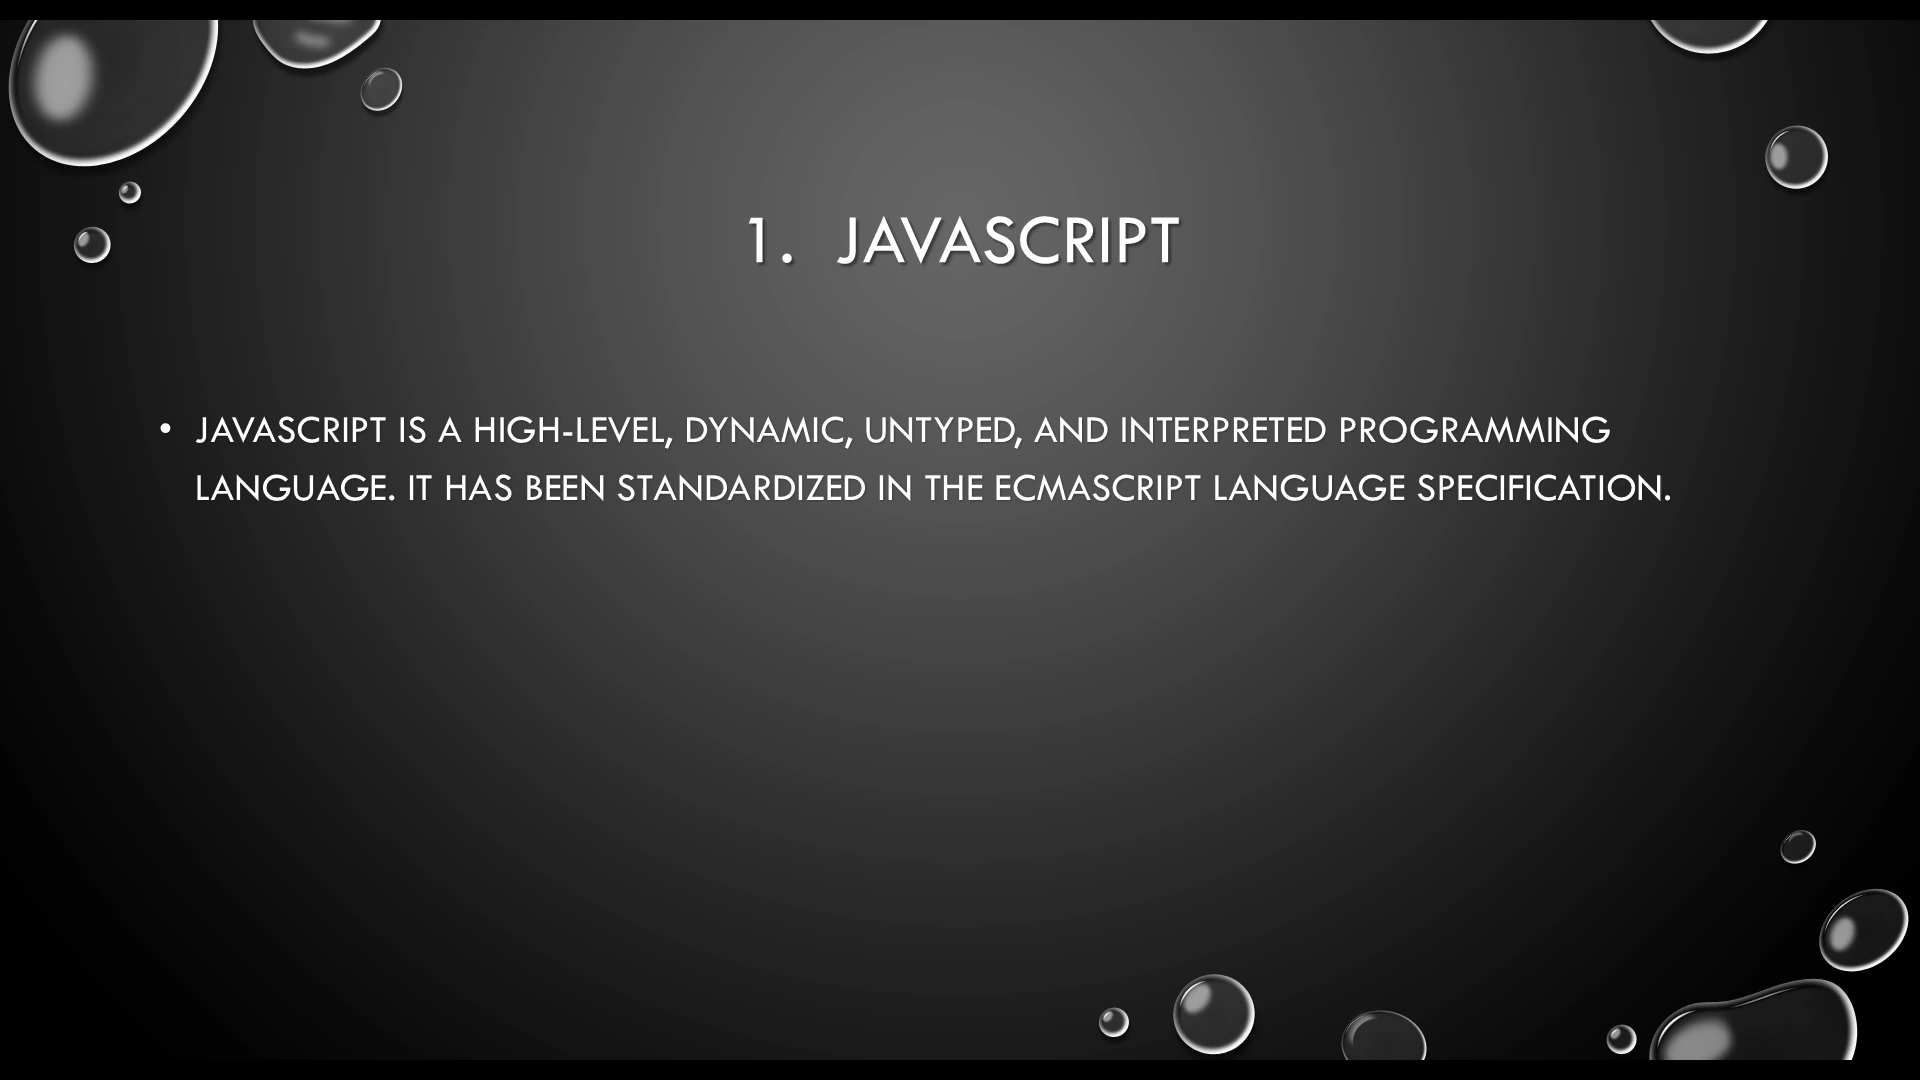 1. JAVASCRIPT
• JAVASCRIPT IS A HIGH-LEVEL, DYNAMIC, UNTYPED, AND INTERPRETED PROGRAMMING
LANGUAGE. IT HAS BEEN STANDARDIZED IN THE ECMASCRIPT LANGUAGE SPECIFICATION.